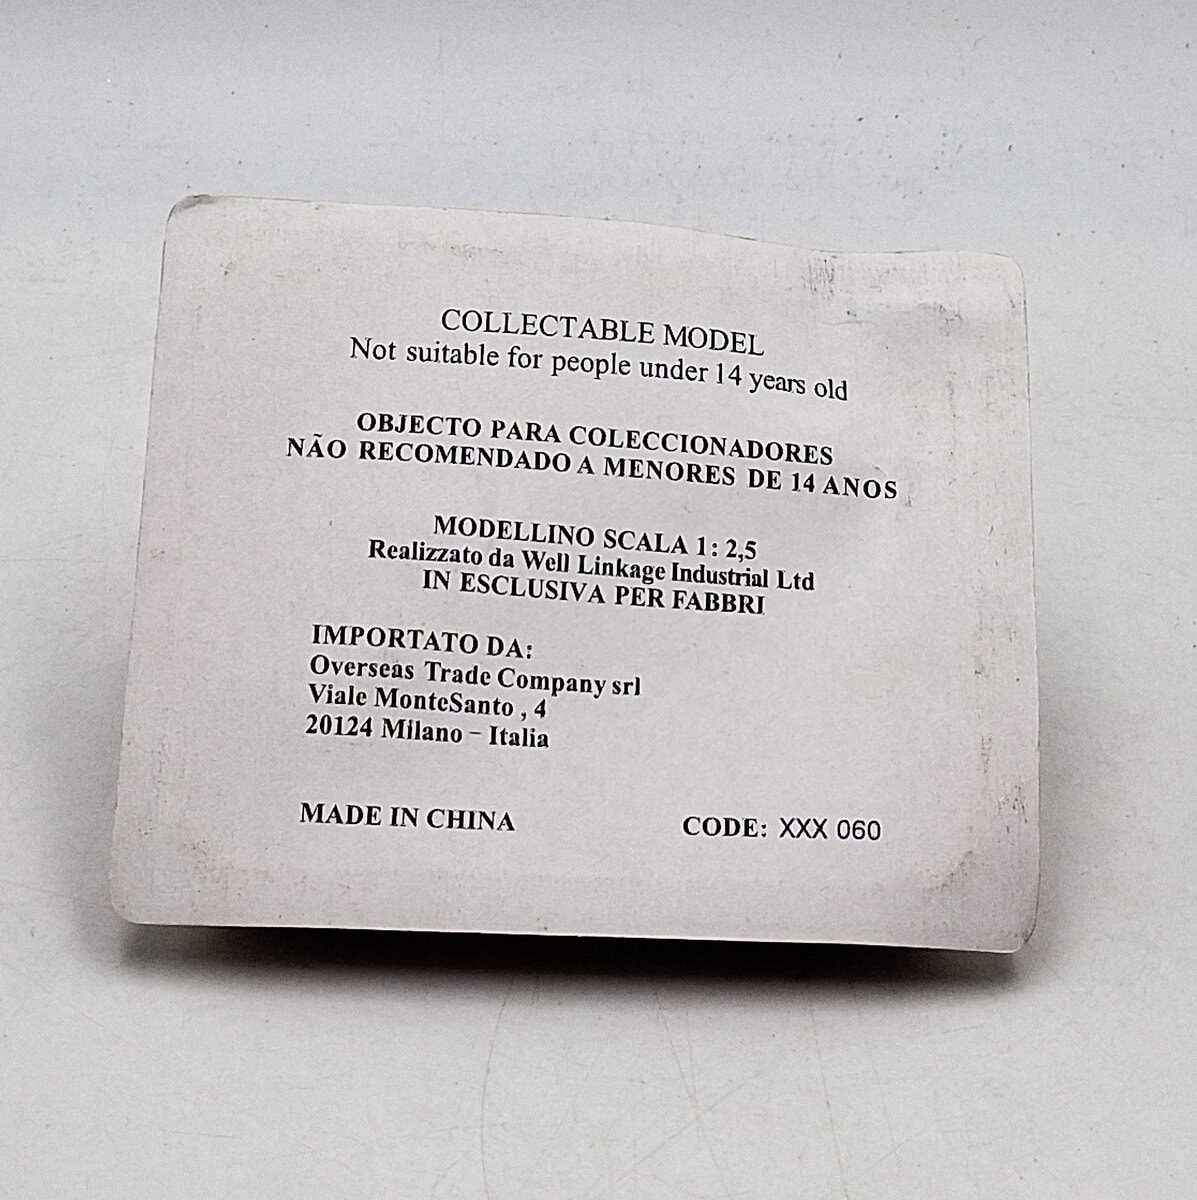 COLLECTABLE MODEL
Not suitable for people under 14 years old
OBJECTO PARA COLECCIONADORES
NÃO RECOMENDADO A MENORES DE 14 ANOS
MODELLINO SCALA 1: 2,5
Realizzato da Well Linkage Industrial Ltd
IN ESCLUSIVA PER FABBRI
IMPORTATO DA:
Overseas Trade Company srl
Viale MonteSanto , 4
20124 Milano - Italia
MADE IN CHINA CODE: XXX 060